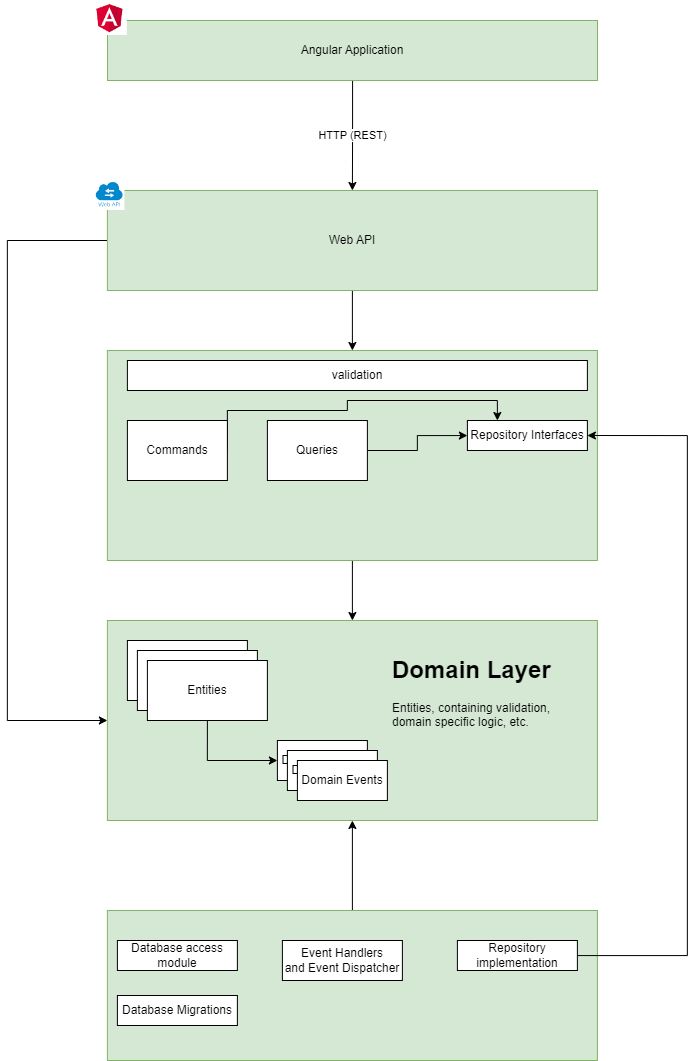 Angular Application
HTTP (REST)
Web API
Web API
validation
Commands
Queries
Repository Interfaces
Entities
Domain Layer
Entities, containing validation,
domain specific logic, etc.
Domain Events
Database access
module
Event Handlers
and Event Dispatcher
Repository
implementation
Database Migrations